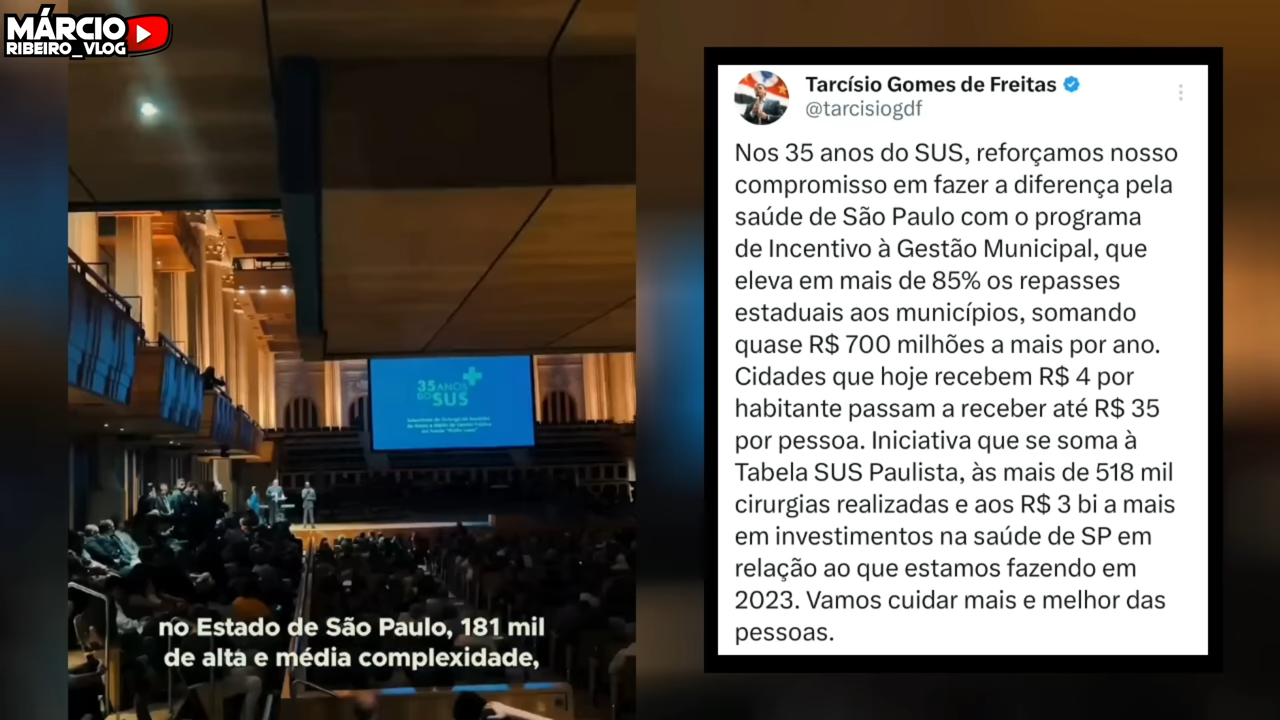 MÁRCIO
RIBEIRO_VLOG
35 ANOS
DO SUS
no Estado de São Paulo, 181 mil
de alta e média complexidade,
Tarcísio Gomes de Freitas
@tarcisiogdf
Nos 35 anos do SUS, reforçamos nosso
compromisso em fazer a diferença pela
saúde de São Paulo com o programa
de Incentivo à Gestão Municipal, que
eleva em mais de 85% os repasses
estaduais aos municípios, somando
quase R$ 700 milhões a mais por ano.
Cidades que hoje recebem R$ 4 por
habitante passam a receber até R$ 35
por pessoa. Iniciativa que se soma à
Tabela SUS Paulista, às mais de 518 mil
cirurgias realizadas e aos R$ 3 bi a mais
em investimentos na saúde de SP em
relação ao que estamos fazendo em
2023. Vamos cuidar mais e melhor das
pessoas.